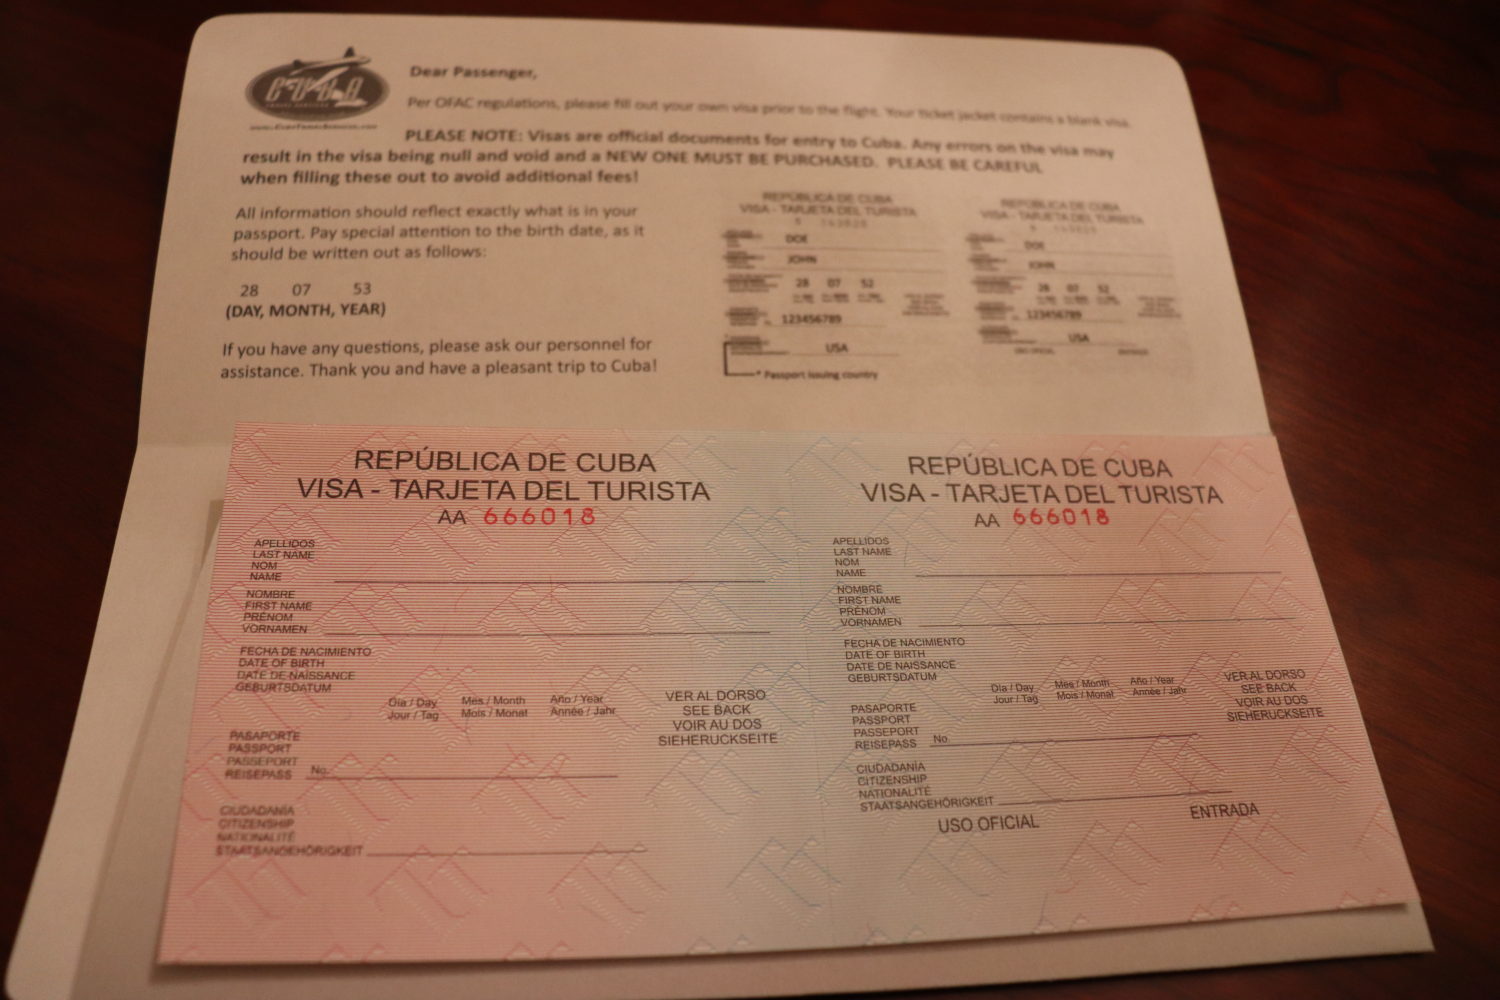 CUBA
Dear Passenger,
Per OFAC regulations, please fill out your own visa prior to the flight. Your ticket jacket contains a blank visa.
PLEASE NOTE: Visas are official documents for entry to Cuba. Any errors on the visa may
result in the visa being null and void and a NEW ONE MUST BE PURCHASED. PLEASE BE CAREFUL
when filling these out to avoid additional fees!
All information should reflect exactly what is in your
passport. Pay special attention to the birth date, as it
should be written out as follows:
28 07 53
(DAY, MONTH, YEAR)
If you have any questions, please ask our personnel for
assistance. Thank you and have a pleasant trip to Cuba!
REPÚBLICA DE CUBA
VISA - TARJETA DEL TURISTA
DOE
JOHN
28 07 52
123456789
USA
* Passport issuing country
REPÚBLICA DE CUBA
VISA - TARJETA DEL TURISTA
DOE
JOHN
28 07 52
123456789
USA
REPÚBLICA DE CUBA
VISA - TARJETA DEL TURISTA
AA 666018
APELLIDOS
LAST NAME
NOM
NAME
NOMBRE
FIRST NAME
PRÉNOM
VORNAMEN
FECHA DE NACIMIENTO
DATE OF BIRTH
DATE DE NAISSANCE
GEBURTSDATUM
Día / Day Mes / Month Año / Year
Jour / Tag Mois / Monat Année / Jahr
VER AL DORSO
SEE BACK
VOIR AU DOS
SIEHERUCKSEITE
PASAPORTE
PASSPORT
PASSEPORT
REISEPASS No.
CIUDADANÍA
CITIZENSHIP
NATIONALITÉ
STAATSANGEHÖRIGKEIT
REPÚBLICA DE CUBA
VISA - TARJETA DEL TURISTA
AA 666018
APELLIDOS
LAST NAME
NOM
NAME
NOMBRE
FIRST NAME
PRÉNOM
VORNAMEN
FECHA DE NACIMIENTO
DATE OF BIRTH
DATE DE NAISSANCE
GEBURTSDATUM
Día / Day Mes / Month Año / Year
Jour / Tag Mois / Monat Année / Jahr
VER AL DORSO
SEE BACK
VOIR AU DOS
SIEHERUCKSEITE
PASAPORTE
PASSPORT
PASSEPORT
REISEPASS No.
CIUDADANÍA
CITIZENSHIP
NATIONALITÉ
STAATSANGEHÖRIGKEIT
USO OFICIAL ENTRADA